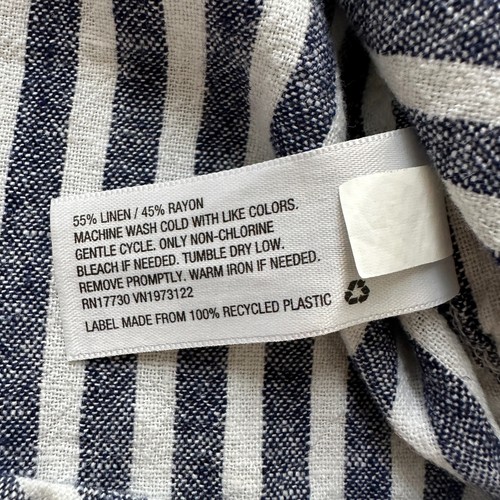 55% LINEN / 45% RAYON
MACHINE WASH COLD WITH LIKE COLORS.
GENTLE CYCLE. ONLY NON-CHLORINE
BLEACH IF NEEDED. TUMBLE DRY LOW.
REMOVE PROMPTLY. WARM IRON IF NEEDED.
RN17730 VN1973122
LABEL MADE FROM 100% RECYCLED PLASTIC